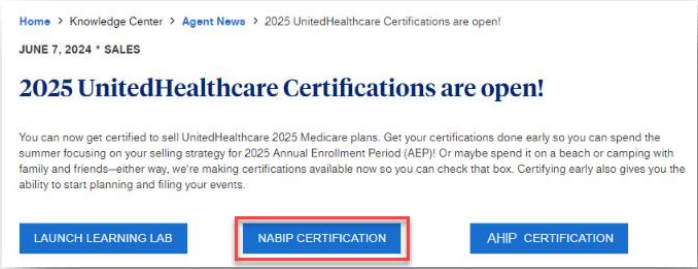 Home > Knowledge Center > Agent News > 2025 UnitedHealthcare Certifications are open!
JUNE 7, 2024 * SALES
2025 UnitedHealthcare Certifications are open!
You can now get certified to sell UnitedHealthcare 2025 Medicare plans. Get your certifications done early so you can spend the
summer focusing on your selling strategy for 2025 Annual Enrollment Period (AEP)! Or maybe spend it on a beach or camping with
family and friends—either way, we're making certifications available now so you can check that box. Certifying early also gives you the
ability to start planning and filing your events.
LAUNCH LEARNING LAB NABIP CERTIFICATION AHIP CERTIFICATION